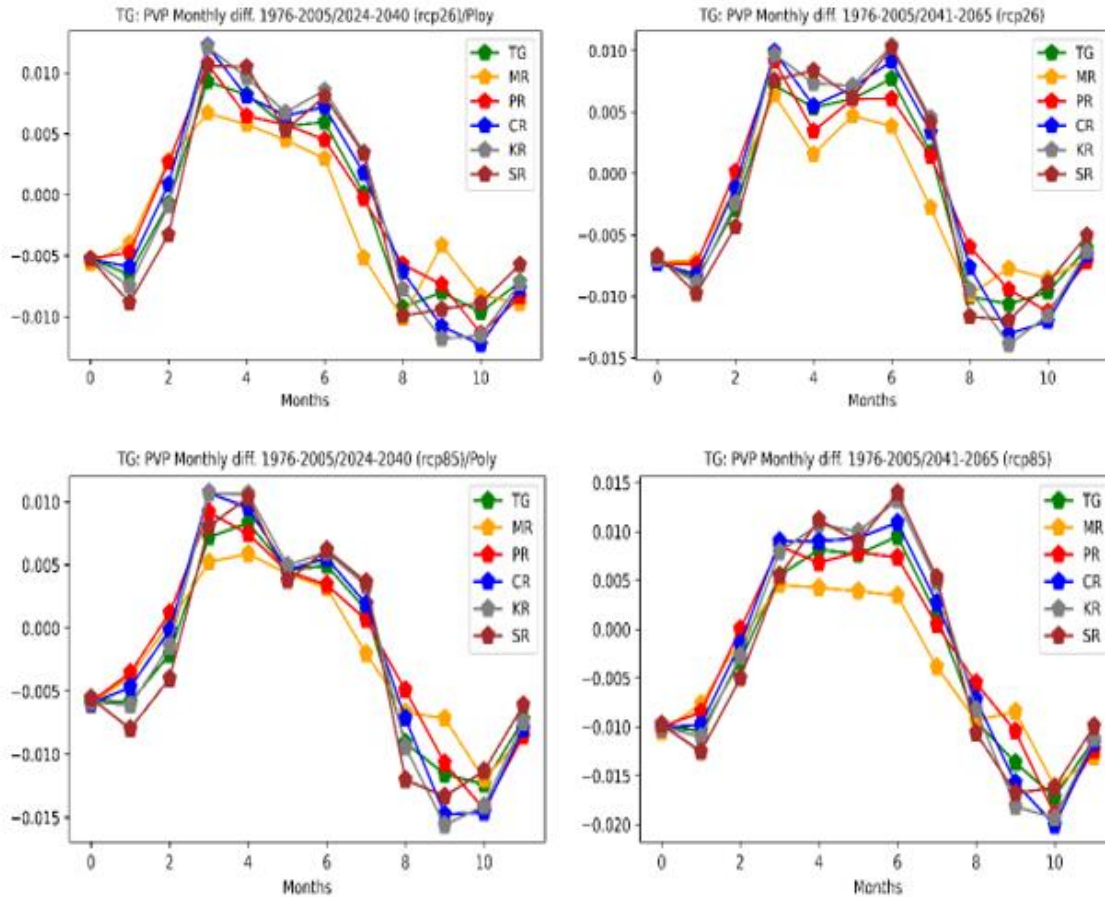 TG: PVP Monthly diff. 1976-2005/2024-2040 (rcp26)/Ploy
0.010
0.005
0.000
−0.005
−0.010
0
2
4
6
8
10
Months
TG
MR
PR
CR
KR
SR
TG: PVP Monthly diff. 1976-2005/2041-2065 (rcp26)
0.010
0.005
0.000
−0.005
−0.010
−0.015
0
2
4
6
8
10
Months
TG
MR
PR
CR
KR
SR
TG: PVP Monthly diff. 1976-2005/2024-2040 (rcp85)/Poly
0.010
0.005
0.000
−0.005
−0.010
−0.015
0
2
4
6
8
10
Months
TG
MR
PR
CR
KR
SR
TG: PVP Monthly diff. 1976-2005/2041-2065 (rcp85)
0.015
0.010
0.005
0.000
−0.005
−0.010
−0.015
−0.020
0
2
4
6
8
10
Months
TG
MR
PR
CR
KR
SR